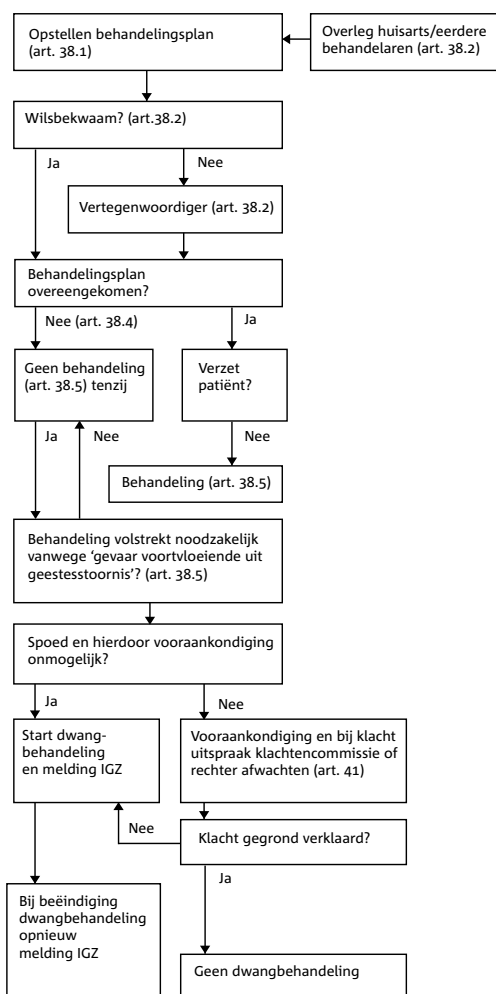 Opstellen behandelingsplan
(art. 38.1)
Overleg huisarts/eerdere
behandelaren (art. 38.2)
Wilsbekwaam? (art.38.2)
Ja
Nee
Vertegenwoordiger (art. 38.2)
Behandelingsplan
overeengekomen?
Nee (art. 38.4)
Ja
Geen behandeling
(art. 38.5) tenzij
Verzet
patiënt?
Ja
Nee
Nee
Behandeling (art. 38.5)
Behandeling volstrekt noodzakelijk
vanwege ‘gevaar voortvloeiende uit
geestesstoornis’? (art. 38.5)
Spoed en hierdoor vooraankondiging
onmogelijk?
Ja
Nee
Start dwang-
behandeling
en melding IGZ
Vooraankondiging en bij klacht
uitspraak klachtencommissie of
rechter afwachten (art. 41)
Nee
Klacht gegrond verklaard?
Ja
Bij beëindiging
dwangbehandeling
opnieuw
melding IGZ
Geen dwangbehandeling